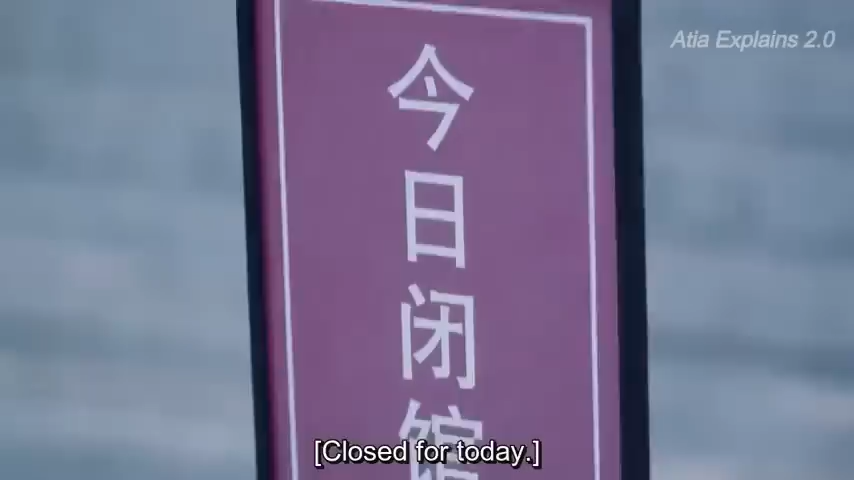 Atia Explains 2.0
今日闭馆
[Closed for today.]